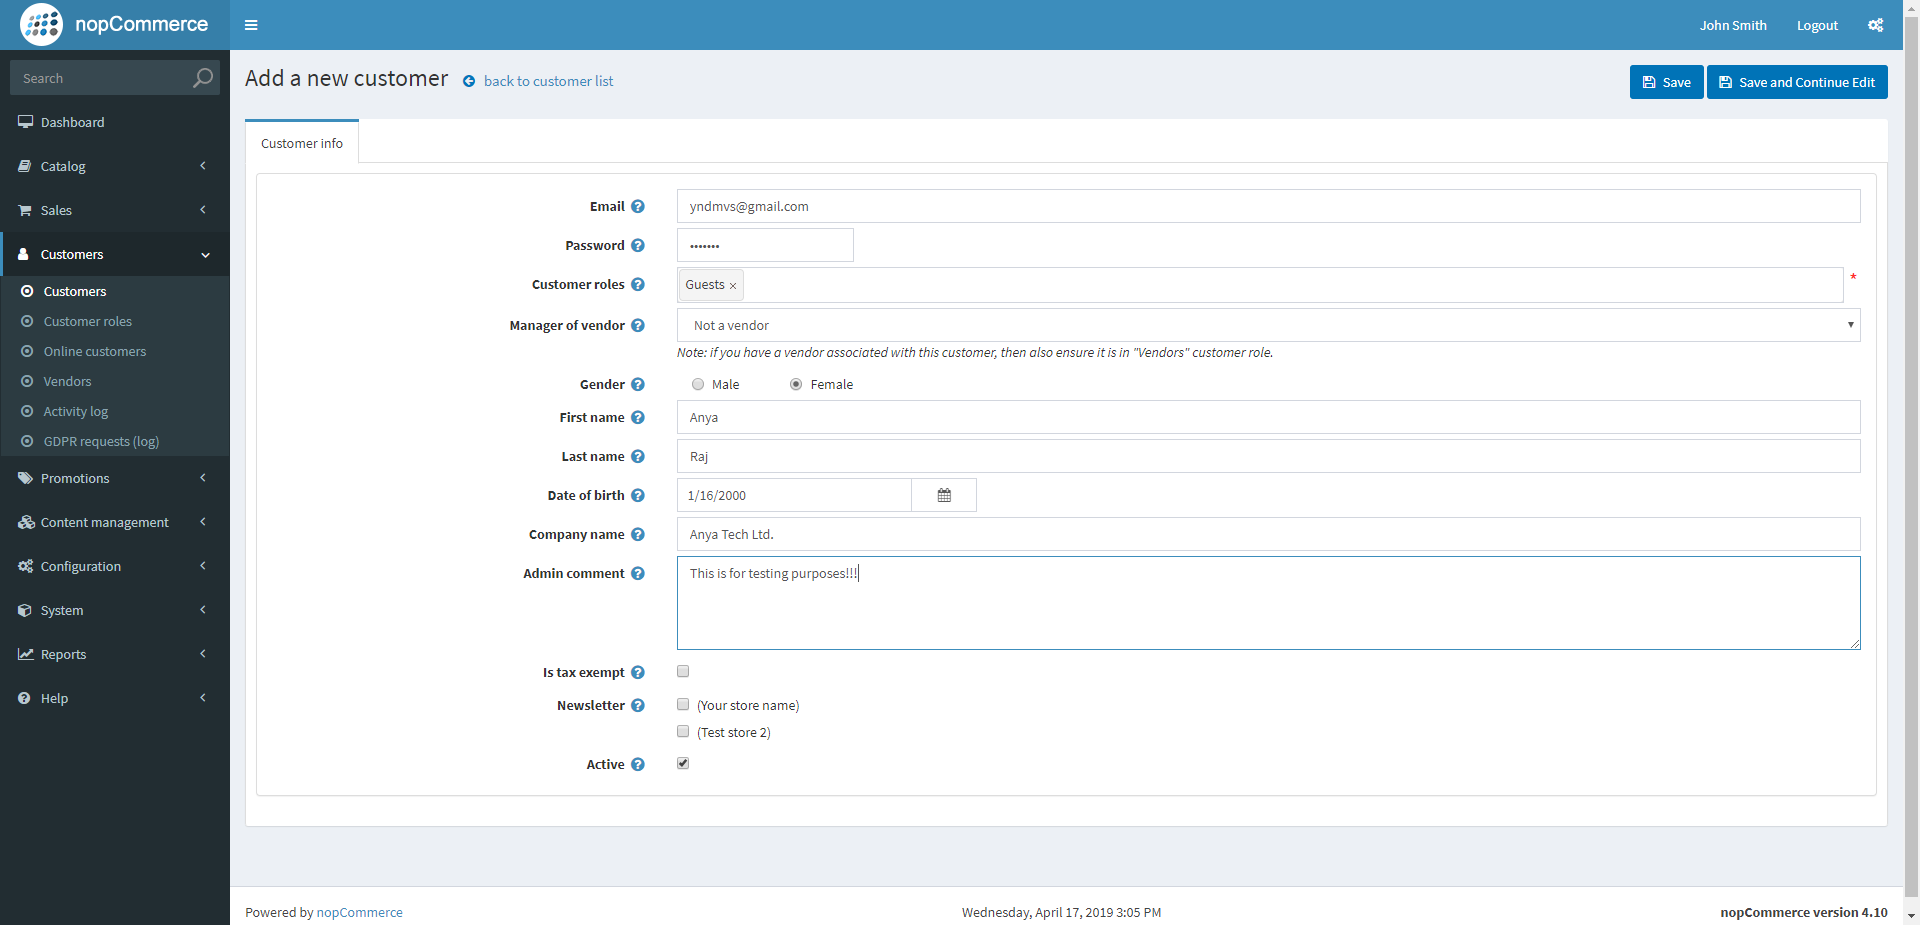 nopCommerce
John Smith
Logout
Search
Dashboard
Catalog
Sales
Customers
Customers
Customer roles
Online customers
Vendors
Activity log
GDPR requests (log)
Promotions
Content management
Configuration
System
Reports
Help
Add a new customer back to customer list
Save
Save and Continue Edit
Customer info
Email yndmvs@gmail.com
Password •••••••
Customer roles Guests × *
Manager of vendor Not a vendor
Note: if you have a vendor associated with this customer, then also ensure it is in "Vendors" customer role.
Gender Male Female
First name Anya
Last name Raj
Date of birth 1/16/2000
Company name Anya Tech Ltd.
Admin comment This is for testing purposes!!!
Is tax exempt
Newsletter (Your store name)
(Test store 2)
Active
Powered by nopCommerce
Wednesday, April 17, 2019 3:05 PM
nopCommerce version 4.10